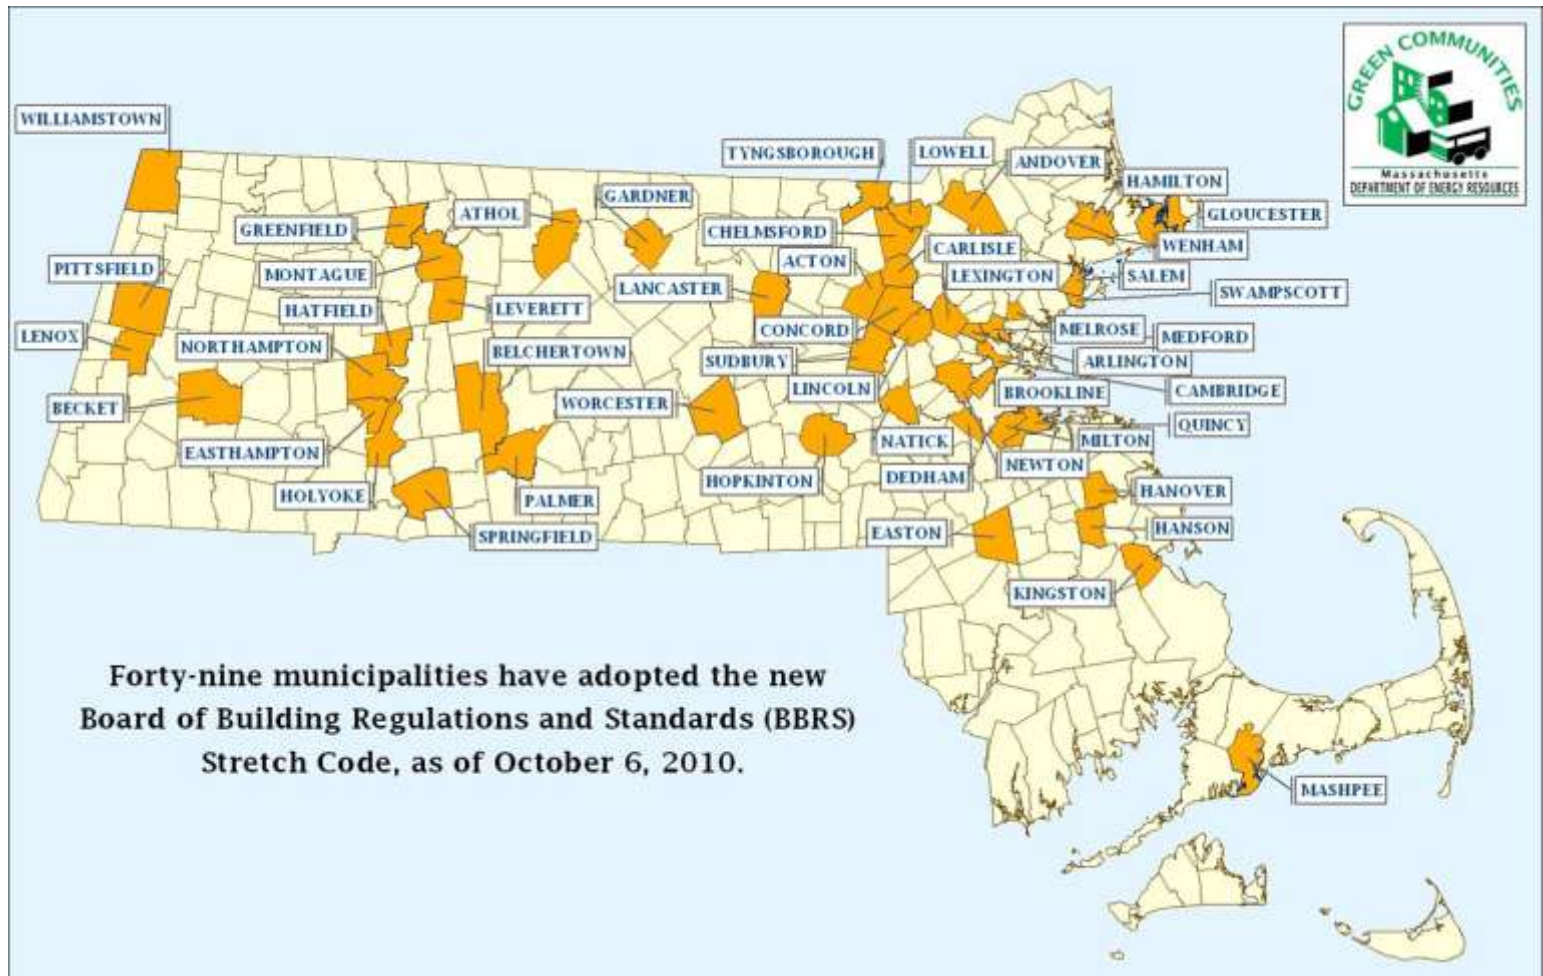 GREEN COMMUNITIES
Massachusetts
DEPARTMENT OF ENERGY RESOURCES
WILLIAMSTOWN
TYNGSBOROUGH
LOWELL
ANDOVER
HAMILTON
GARDNER
ATHOL
GLOUCESTER
GREENFIELD
CHELMSFORD
CARLISLE
WENHAM
PITTSFIELD
MONTAGUE
ACTON
LEXINGTON
SALEM
LANCASTER
SWAMPSCOTT
HATFIELD
LEVERETT
LENOX
NORTHAMPTON
BELCHERTOWN
CONCORD
MELROSE
MEDFORD
SUDBURY
ARLINGTON
LINCOLN
BROOKLINE
CAMBRIDGE
BECKET
WORCESTER
QUINCY
EASTHAMPTON
NATICK
MILTON
HOLYOKE
PALMER
HOPKINTON
DEDHAM
NEWTON
HANOVER
SPRINGFIELD
EASTON
HANSON
KINGSTON
Forty-nine municipalities have adopted the new
Board of Building Regulations and Standards (BBRS)
Stretch Code, as of October 6, 2010.
MASHPEE